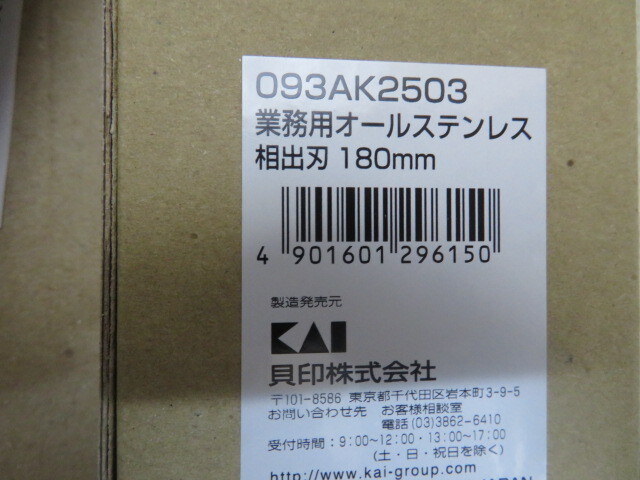 093AK2503
業務用オールステンレス
相出刃 180mm
4 901601 296150
製造発売元
KAI
貝印株式会社
〒101-8586 東京都千代田区岩本町3-9-5
お問い合わせ先 お客様相談室
電話(03)3862-6410
受付時間：9:00〜12:00・13:00〜17:00
(土・日・祝日を除く)
http://www.kai-group.com
JAPAN